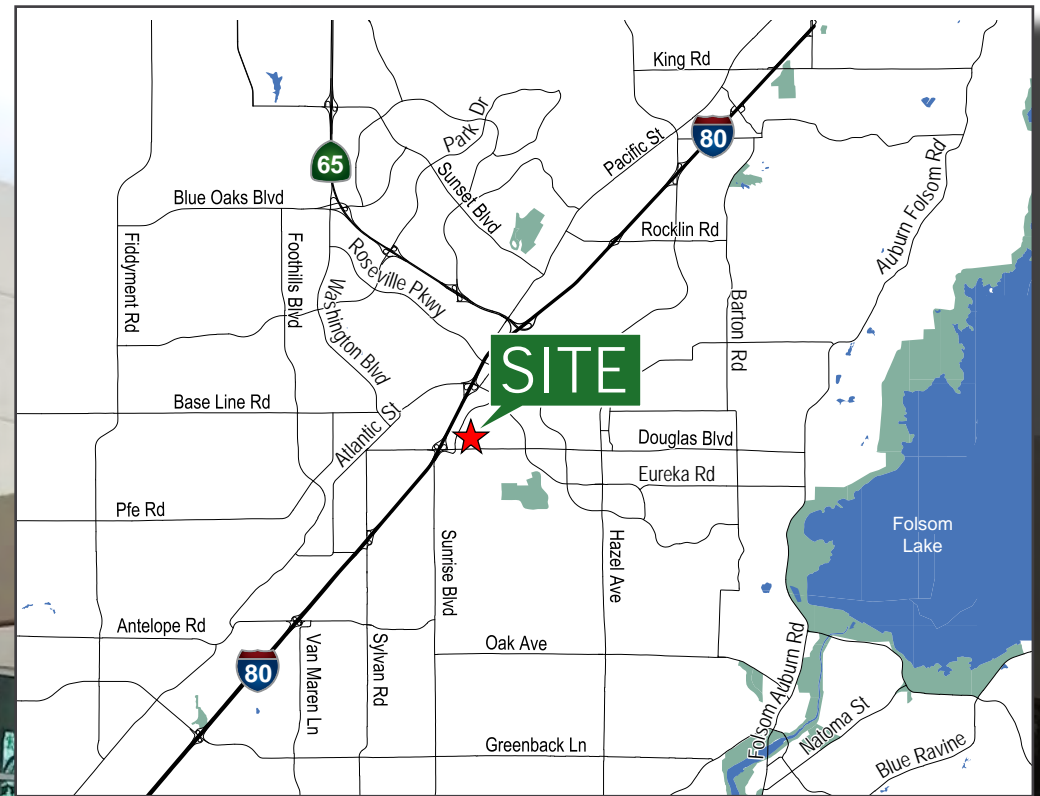 King Rd
80
Park Dr
Pacific St
65
Sunset Blvd
Auburn Folsom Rd
Blue Oaks Blvd
Rocklin Rd
Fiddyment Rd
Foothills Blvd
Roseville Pkwy
Washington Blvd
Barton Rd
SITE
Base Line Rd
Atlantic St
Douglas Blvd
Eureka Rd
Pfe Rd
Folsom
Lake
Sunrise Blvd
Hazel Ave
Antelope Rd
Van Maren Ln
Sylvan Rd
Oak Ave
80
Folsom Auburn Rd
Natoma St
Greenback Ln
Blue Ravine